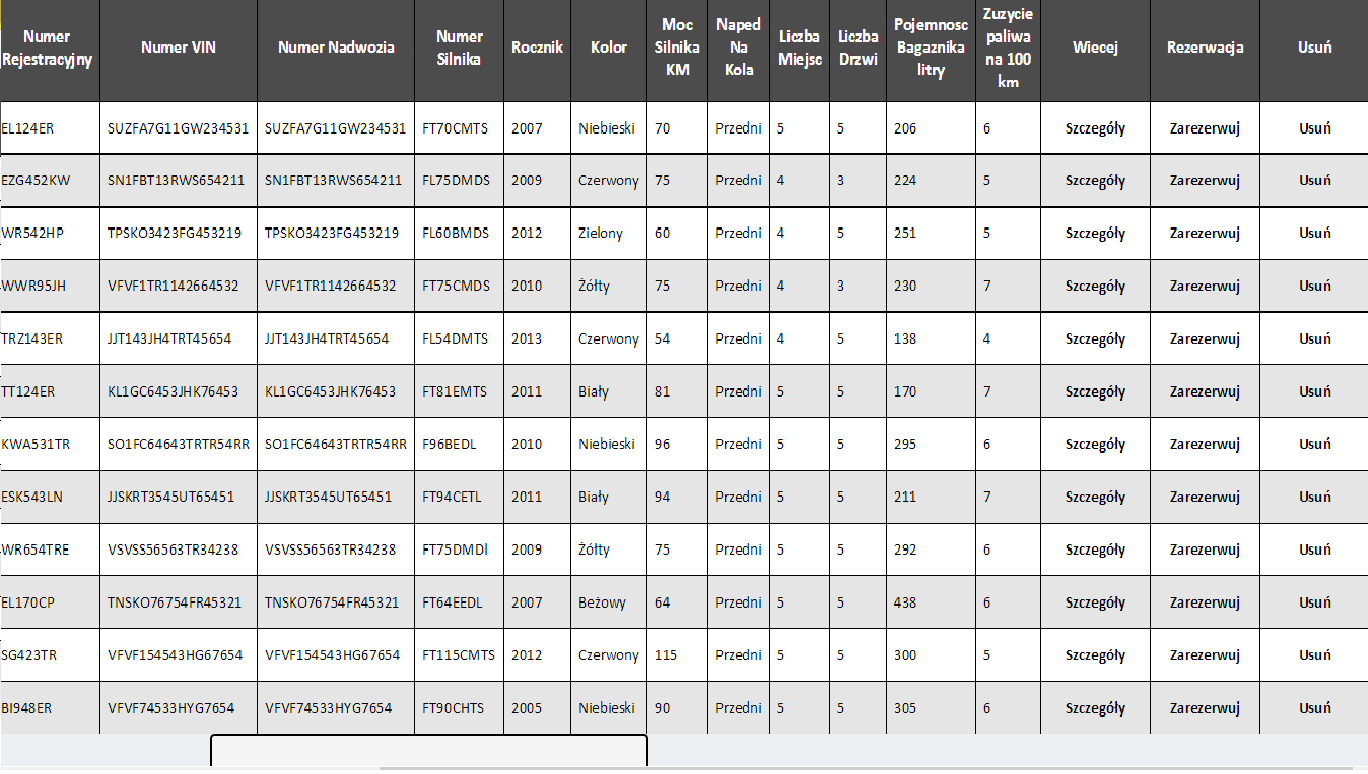 Numer Rejestracyjny Numer VIN Numer Nadwozia Numer Silnika Rocznik Kolor Moc Silnika KM Naped Na Kola Liczba Miejsc Liczba Drzwi Pojemnosc Bagaznika litry Zuzycie paliwa na 100 km Wiecej Rezerwacja Usuń
EL124ER SUZFA7G11GW234531 SUZFA7G11GW234531 FT70CMTS 2007 Niebieski 70 Przedni 5 5 206 6 Szczegóły Zarezerwuj Usuń
EZG452KW SN1FBT13RWS654211 SN1FBT13RWS654211 FL75DMDS 2009 Czerwony 75 Przedni 4 3 224 5 Szczegóły Zarezerwuj Usuń
WR542HP TPSKO3423FG453219 TPSKO3423FG453219 FL60BMDS 2012 Zielony 60 Przedni 4 5 251 5 Szczegóły Zarezerwuj Usuń
WWR95JH VFVF1TR1142664532 VFVF1TR1142664532 FT75CMDS 2010 Żółty 75 Przedni 4 3 230 7 Szczegóły Zarezerwuj Usuń
TRZ143ER JJT143JH4TRT45654 JJT143JH4TRT45654 FL54DMTS 2013 Czerwony 54 Przedni 4 5 138 4 Szczegóły Zarezerwuj Usuń
TT124ER KL1GC6453JHK76453 KL1GC6453JHK76453 FT81EMTS 2011 Biały 81 Przedni 5 5 170 7 Szczegóły Zarezerwuj Usuń
KWA531TR SO1FC64643TRTR54RR SO1FC64643TRTR54RR F96BEDL 2010 Niebieski 96 Przedni 5 5 295 6 Szczegóły Zarezerwuj Usuń
ESK543LN JJSKRT3545UT65451 JJSKRT3545UT65451 FT94CETL 2011 Biały 94 Przedni 5 5 211 7 Szczegóły Zarezerwuj Usuń
WR654TRE VSVSS56563TR34238 VSVSS56563TR34238 FT75DMDl 2009 Żółty 75 Przedni 5 5 292 6 Szczegóły Zarezerwuj Usuń
EL170CP TNSKO76754FR45321 TNSKO76754FR45321 FT64EEDL 2007 Beżowy 64 Przedni 5 5 438 6 Szczegóły Zarezerwuj Usuń
SG423TR VFVF154543HG67654 VFVF154543HG67654 FT115CMTS 2012 Czerwony 115 Przedni 5 5 300 5 Szczegóły Zarezerwuj Usuń
BI948ER VFVF74533HYG7654 VFVF74533HYG7654 FT90CHTS 2005 Niebieski 90 Przedni 5 5 305 6 Szczegóły Zarezerwuj Usuń